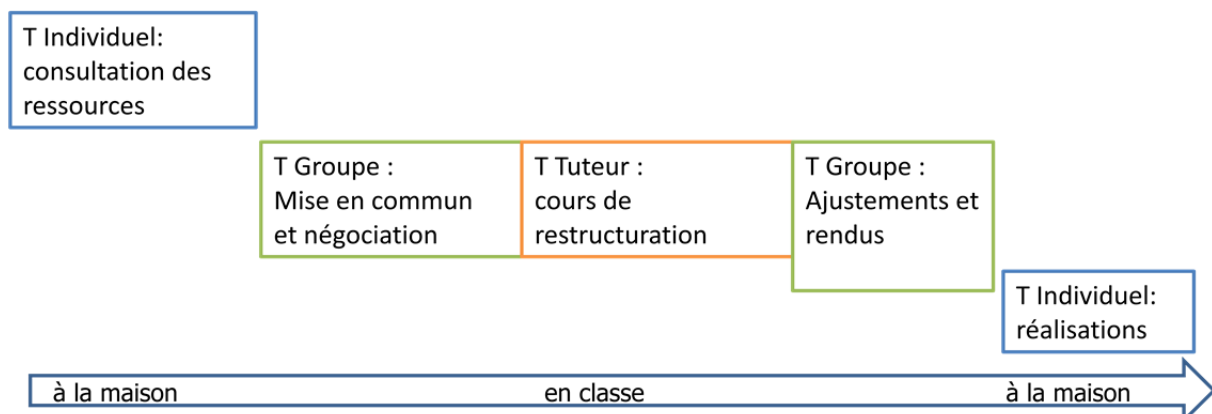 T Individuel:
consultation des
ressources
T Groupe :
Mise en commun
et négociation
T Tuteur :
cours de
restructuration
T Groupe :
Ajustements et
rendus
T Individuel:
réalisations
à la maison
en classe
à la maison